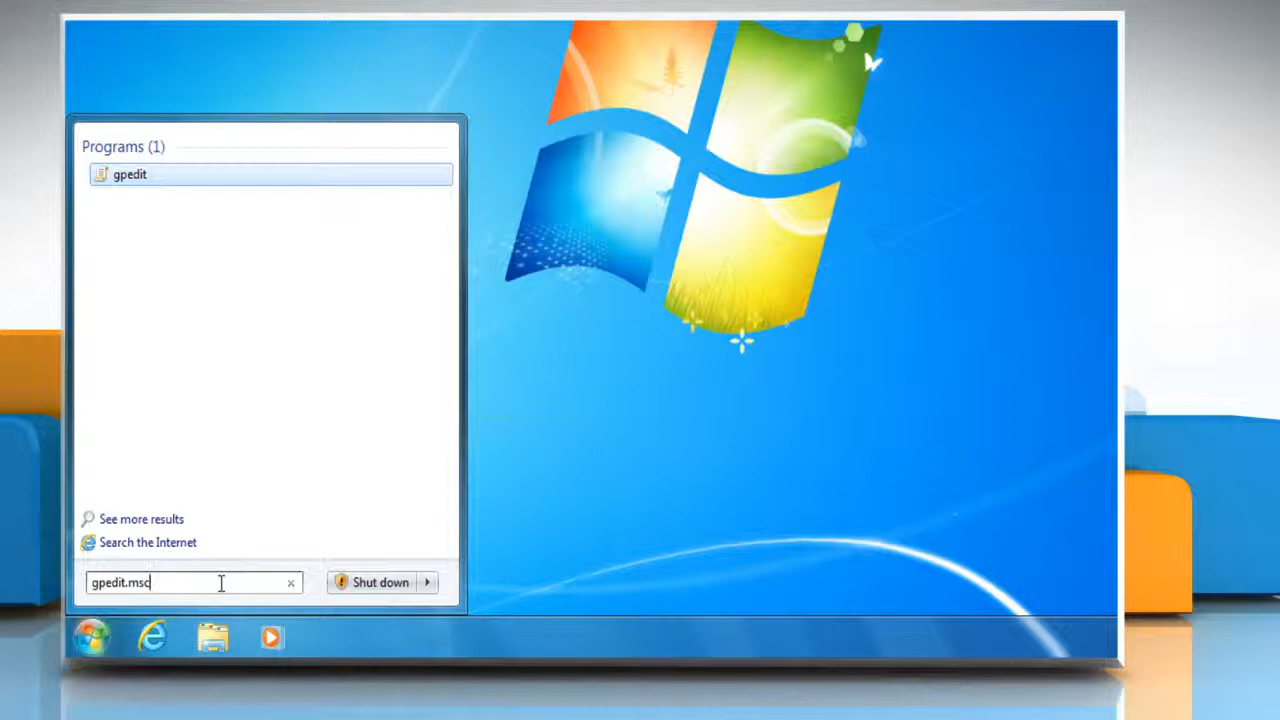 Programs (1)
gpedit
See more results
Search the Internet
gpedit.msc
Shut down